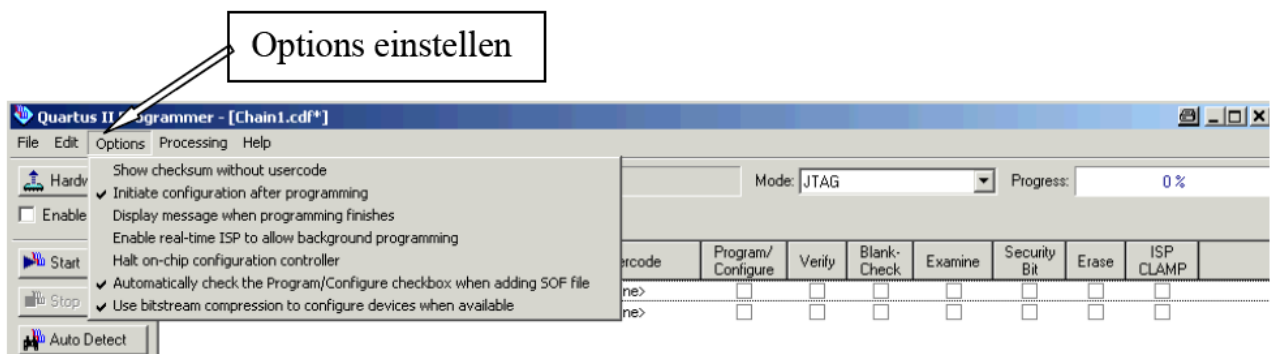 Options einstellen
Quartus II Programmer - [Chain1.cdf*]
File Edit Options Processing Help
Hardw
Mode: JTAG
Progress: 0 %
Enable
Show checksum without usercode
Initiate configuration after programming
Display message when programming finishes
Enable real-time ISP to allow background programming
Halt on-chip configuration controller
Automatically check the Program/Configure checkbox when adding SOF file
Use bitstream compression to configure devices when available
Start
Stop
Auto Detect
ercode
Program/
Configure
Verify
Blank-
Check
Examine
Security
Bit
Erase
ISP
CLAMP
ne>
ne>